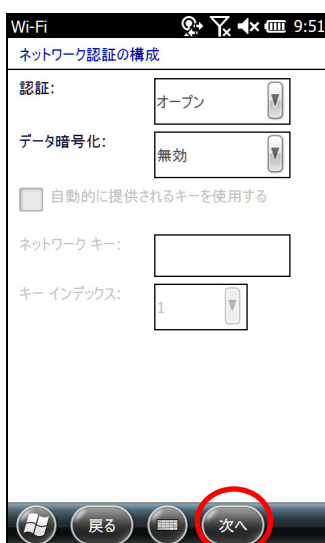 Wi-Fi 9:51
ネットワーク認証の構成
認証: オープン
データ暗号化: 無効
自動的に提供されるキーを使用する
ネットワーク キー:
キー インデックス: 1
戻る 次へ